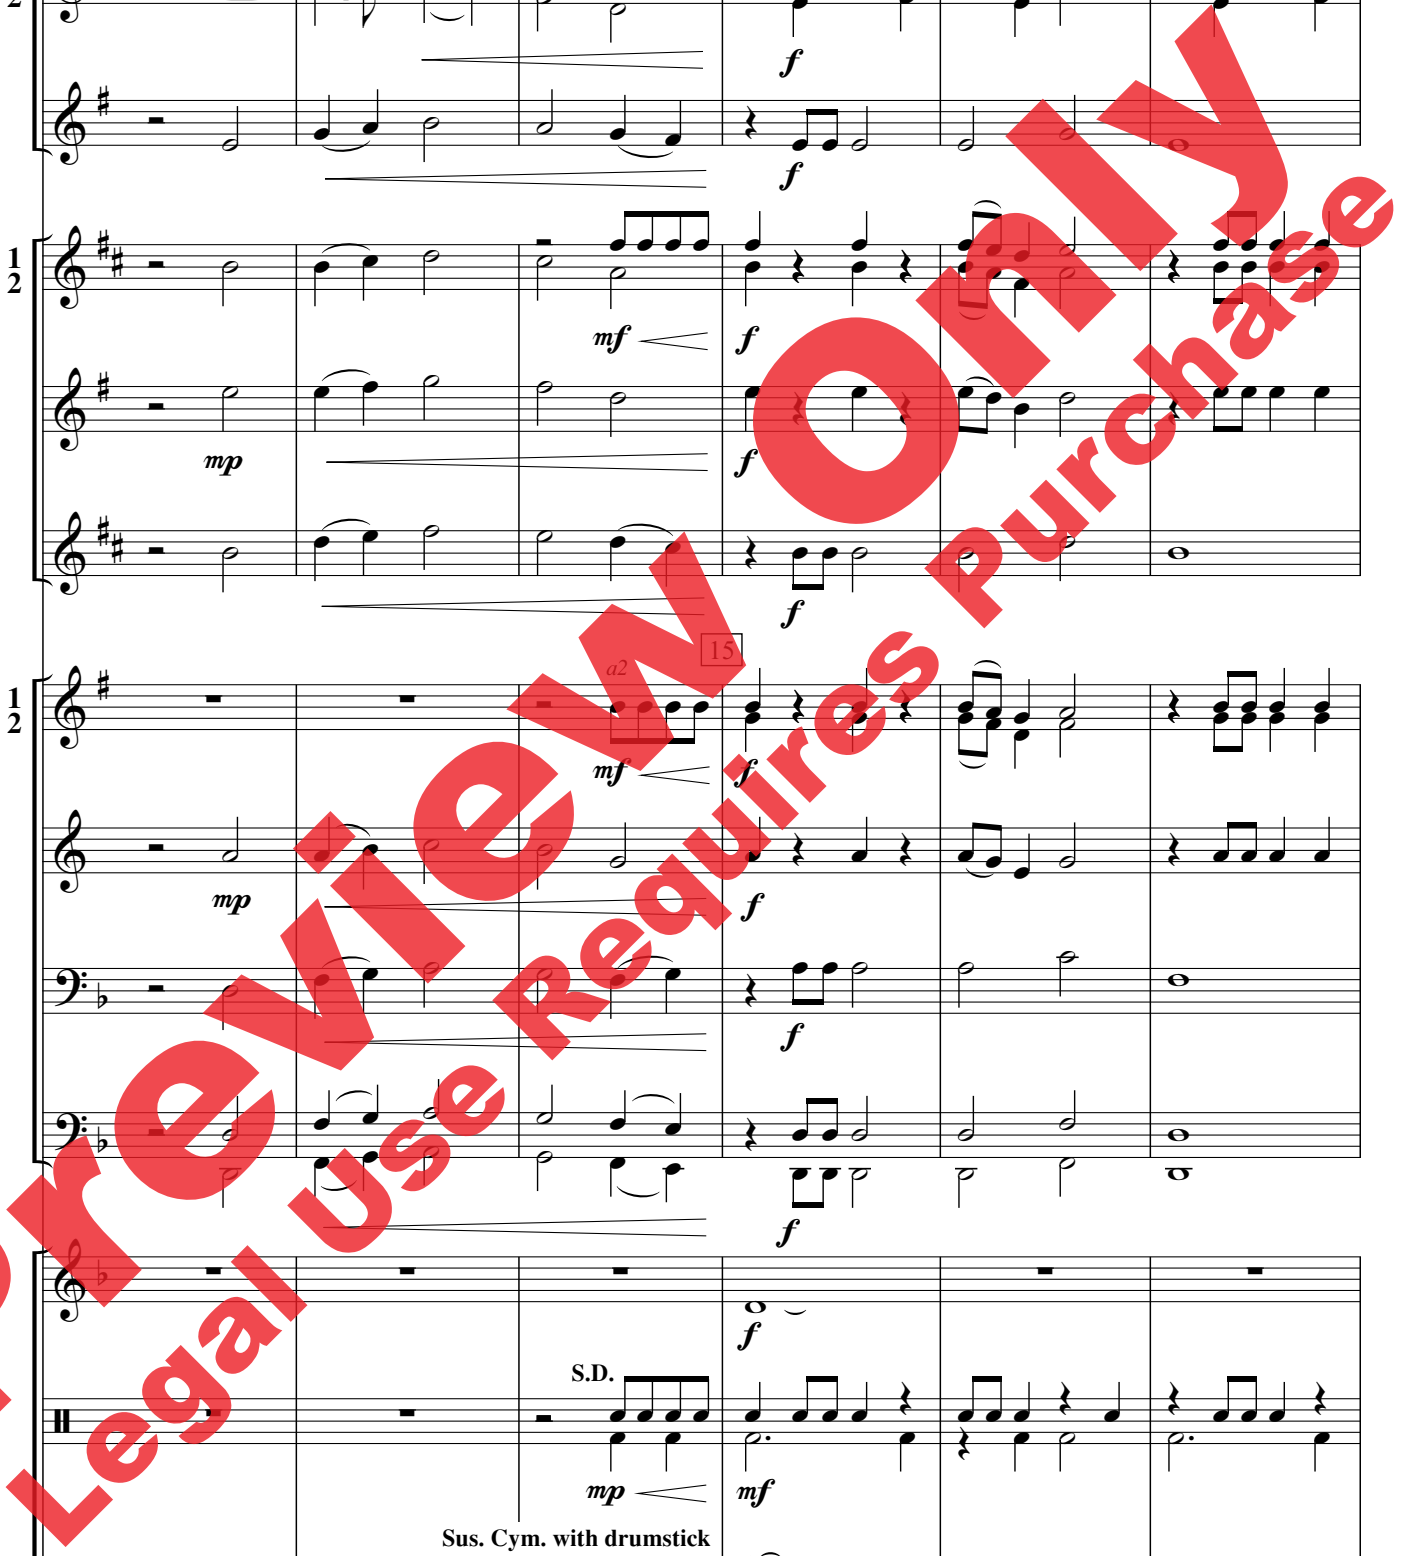 2
f
f
1
2
mf
f
mp
f
f
15
1
2
a2
mf
f
mp
f
f
f
f
S.D.
mp
mf
Sus. Cym. with drumstick
Preview Only
Legal Use Requires Purchase